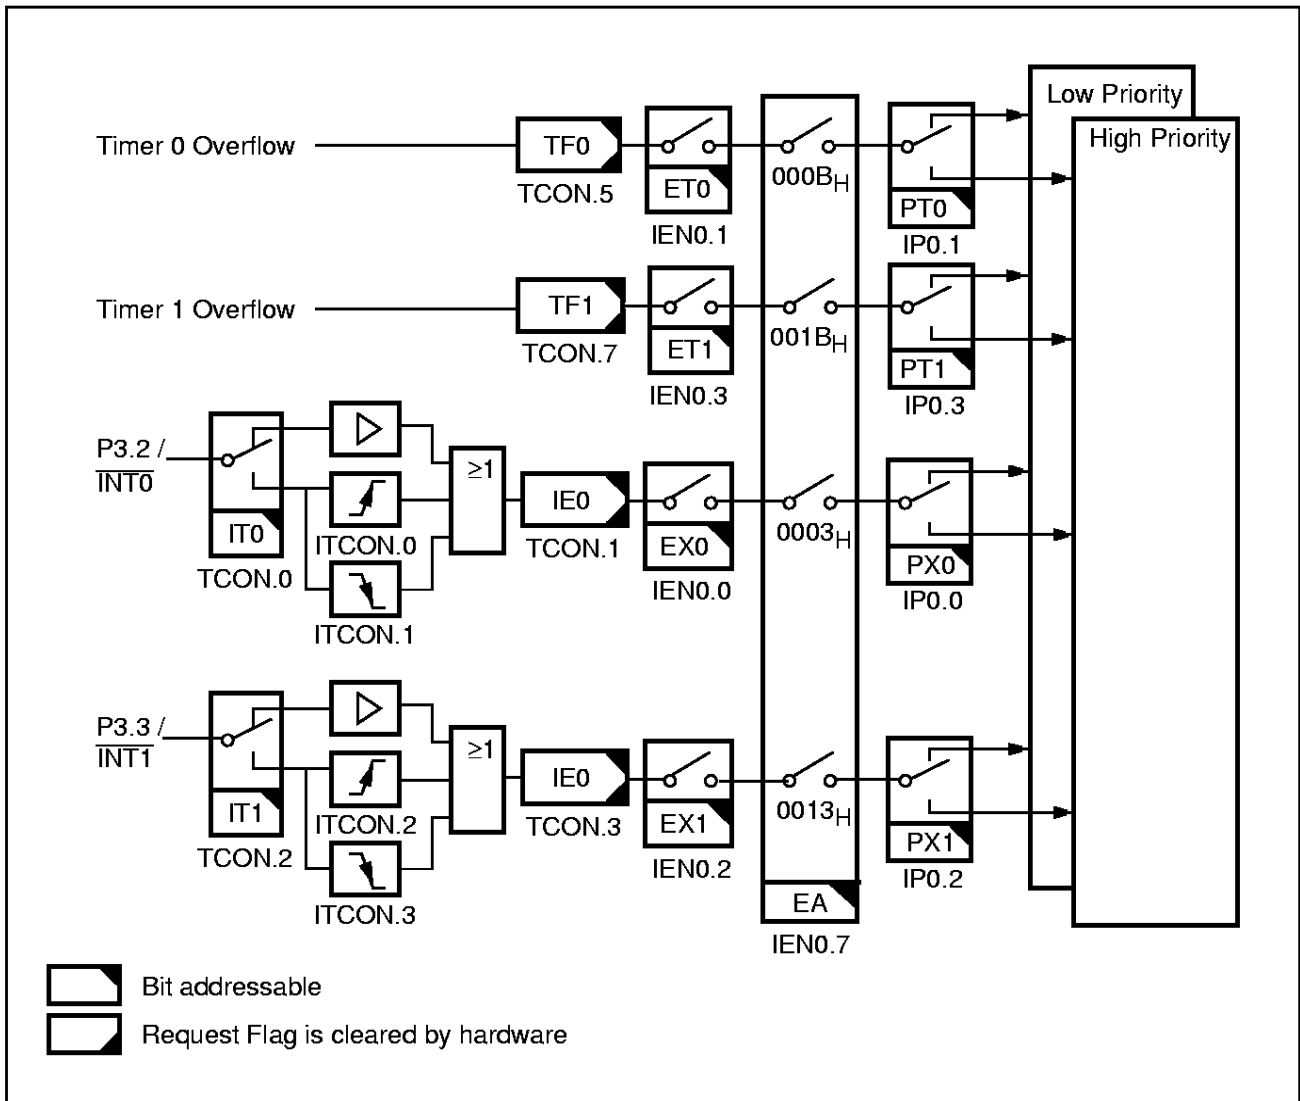 Low Priority
High Priority
Timer 0 Overflow
TF0
TCON.5
ET0
IEN0.1
000BH
PT0
IP0.1
Timer 1 Overflow
TF1
TCON.7
ET1
IEN0.3
001BH
PT1
IP0.3
P3.2 /
INT0
IT0
TCON.0
ITCON.0
ITCON.1
≥1
IE0
TCON.1
EX0
IEN0.0
0003H
PX0
IP0.0
P3.3 /
INT1
IT1
TCON.2
ITCON.2
ITCON.3
≥1
IE0
TCON.3
EX1
IEN0.2
0013H
PX1
IP0.2
EA
IEN0.7
Bit addressable
Request Flag is cleared by hardware